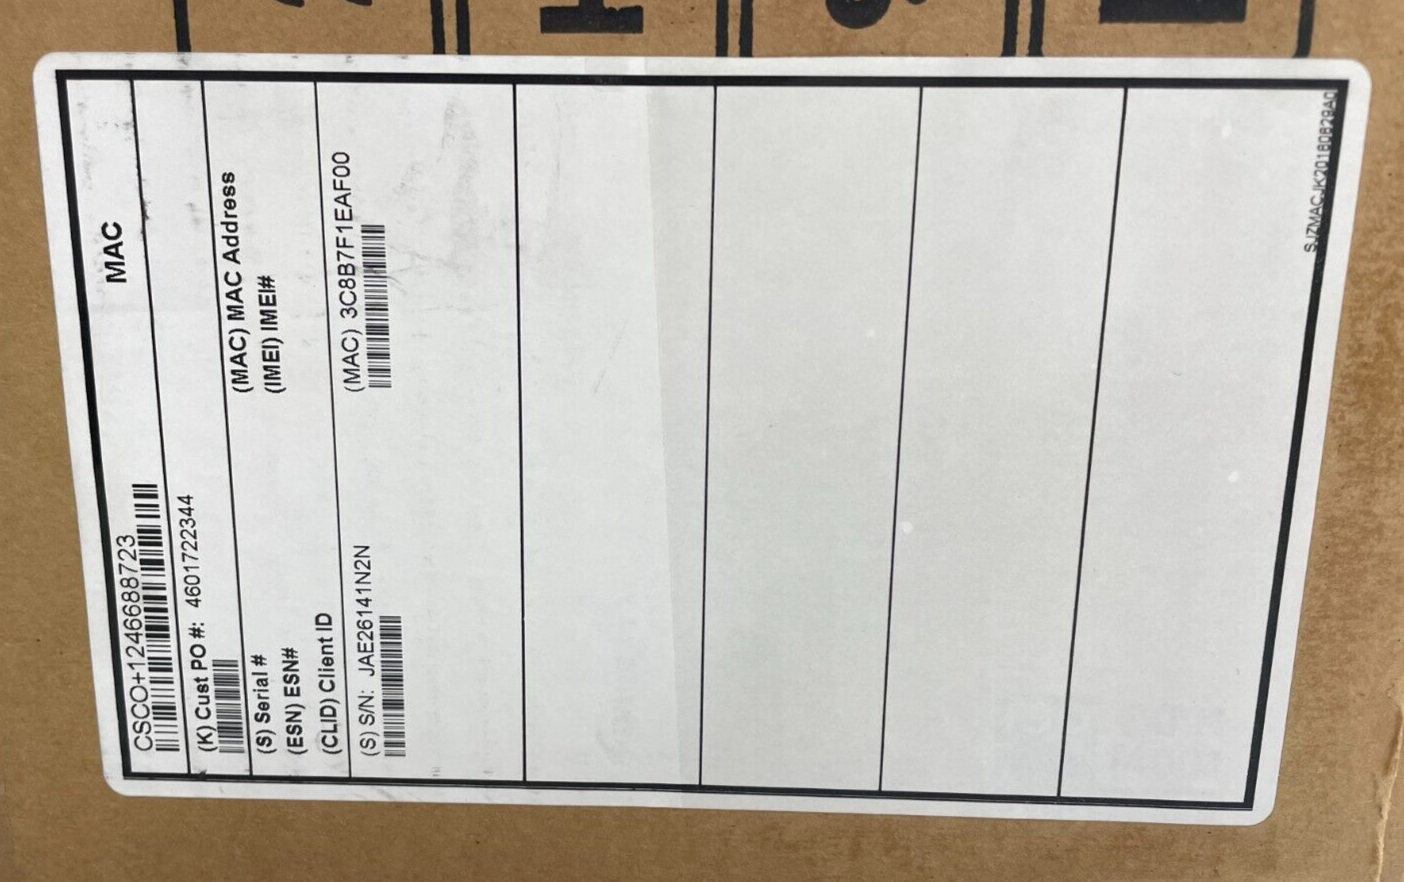 CSCO+1246688723
MAC
(K) Cust PO #: 4601722344
(S) Serial #
(MAC) MAC Address
(ESN) ESN#
(IMEI) IMEI#
(CLID) Client ID
(S) S/N: JAE26141N2N
(MAC) 3C8B7F1EAF00
SJZMACJK20160629A0